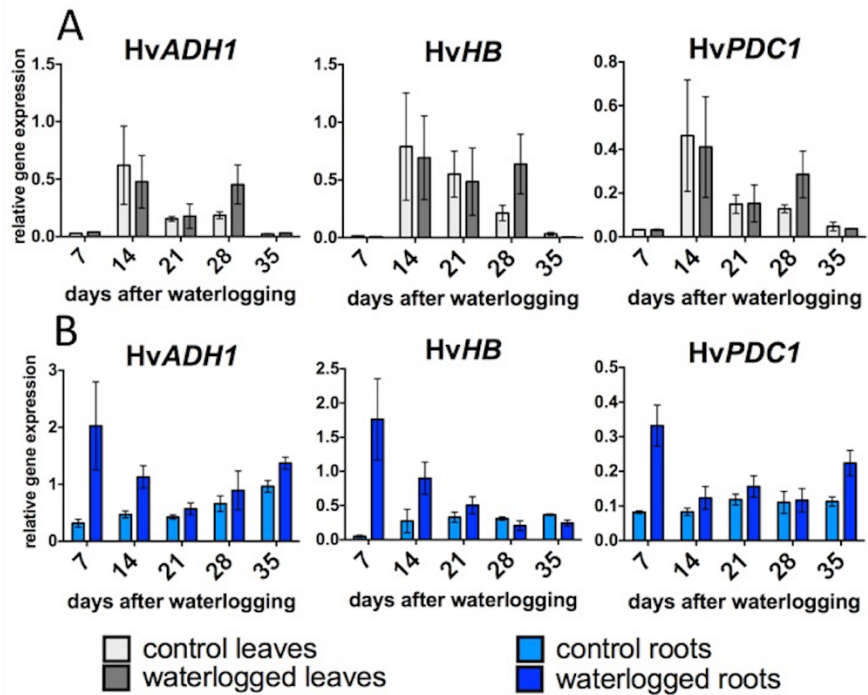 A
HvADH1 HvHB HvPDC1
relative gene expression
1.5 1.0 0.5 0.0
7 14 21 28 35
days after waterlogging
1.5 1.0 0.5 0.0
7 14 21 28 35
days after waterlogging
0.8 0.6 0.4 0.2 0.0
7 14 21 28 35
days after waterlogging
B
HvADH1 HvHB HvPDC1
relative gene expression
3 2 1 0
7 14 21 28 35
days after waterlogging
2.5 2.0 1.5 1.0 0.5 0.0
7 14 21 28 35
days after waterlogging
0.5 0.4 0.3 0.2 0.1 0.0
7 14 21 28 35
days after waterlogging
control leaves
waterlogged leaves
control roots
waterlogged roots